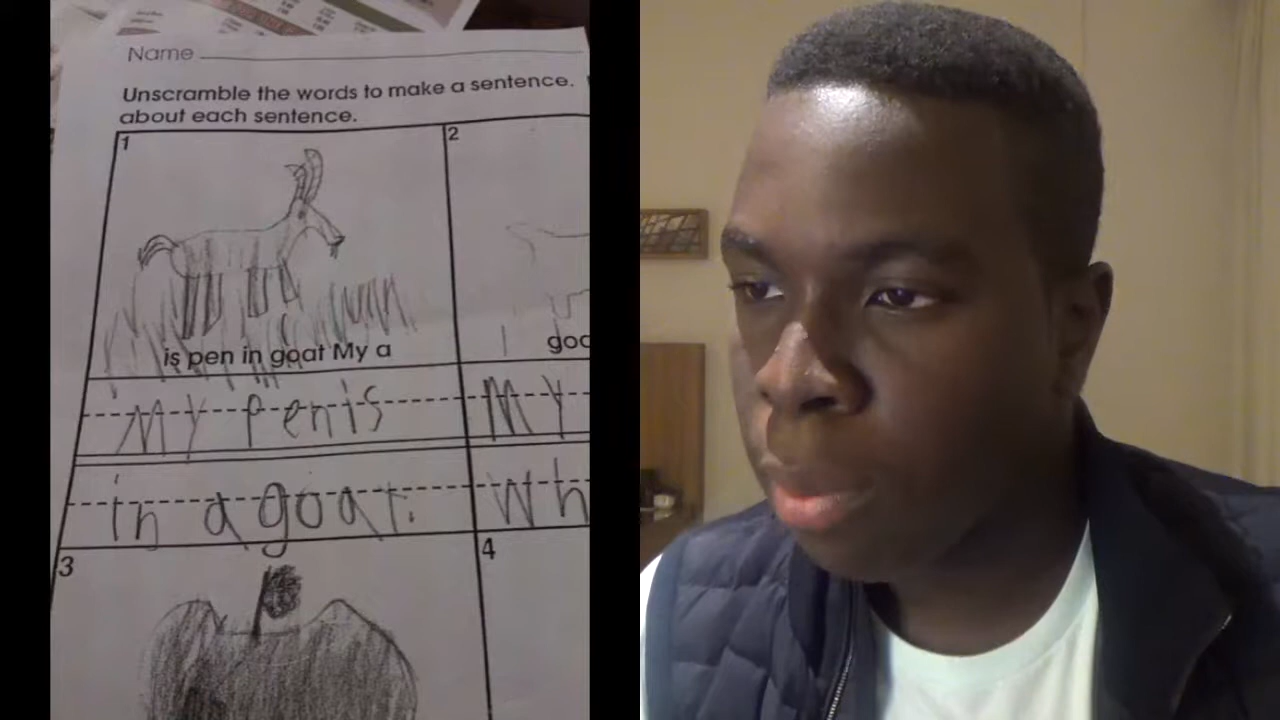 Name
Unscramble the words to make a sentence.
about each sentence.
1
2
is pen in goat My a
My Penis
in a goat.
My
Wh
3
4